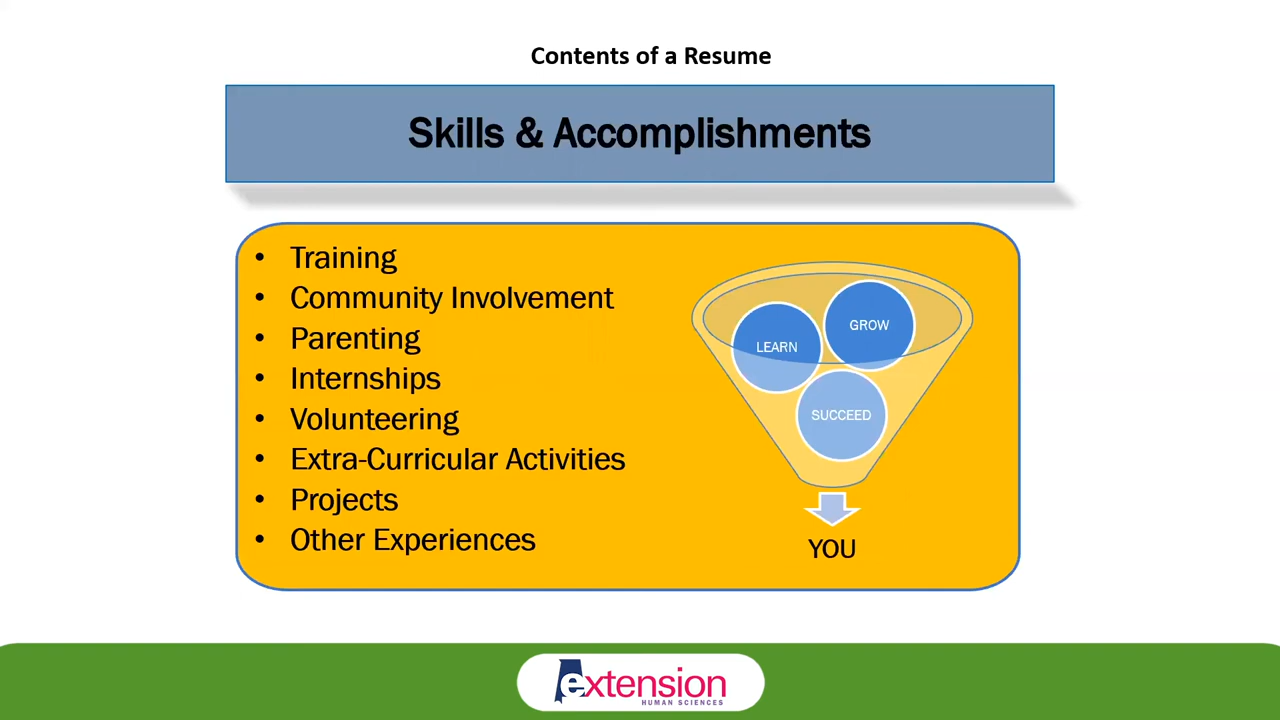 Contents of a Resume
Skills & Accomplishments
• Training
• Community Involvement
• Parenting
• Internships
• Volunteering
• Extra-Curricular Activities
• Projects
• Other Experiences
GROW
LEARN
SUCCEED
YOU
extension
HUMAN SCIENCES